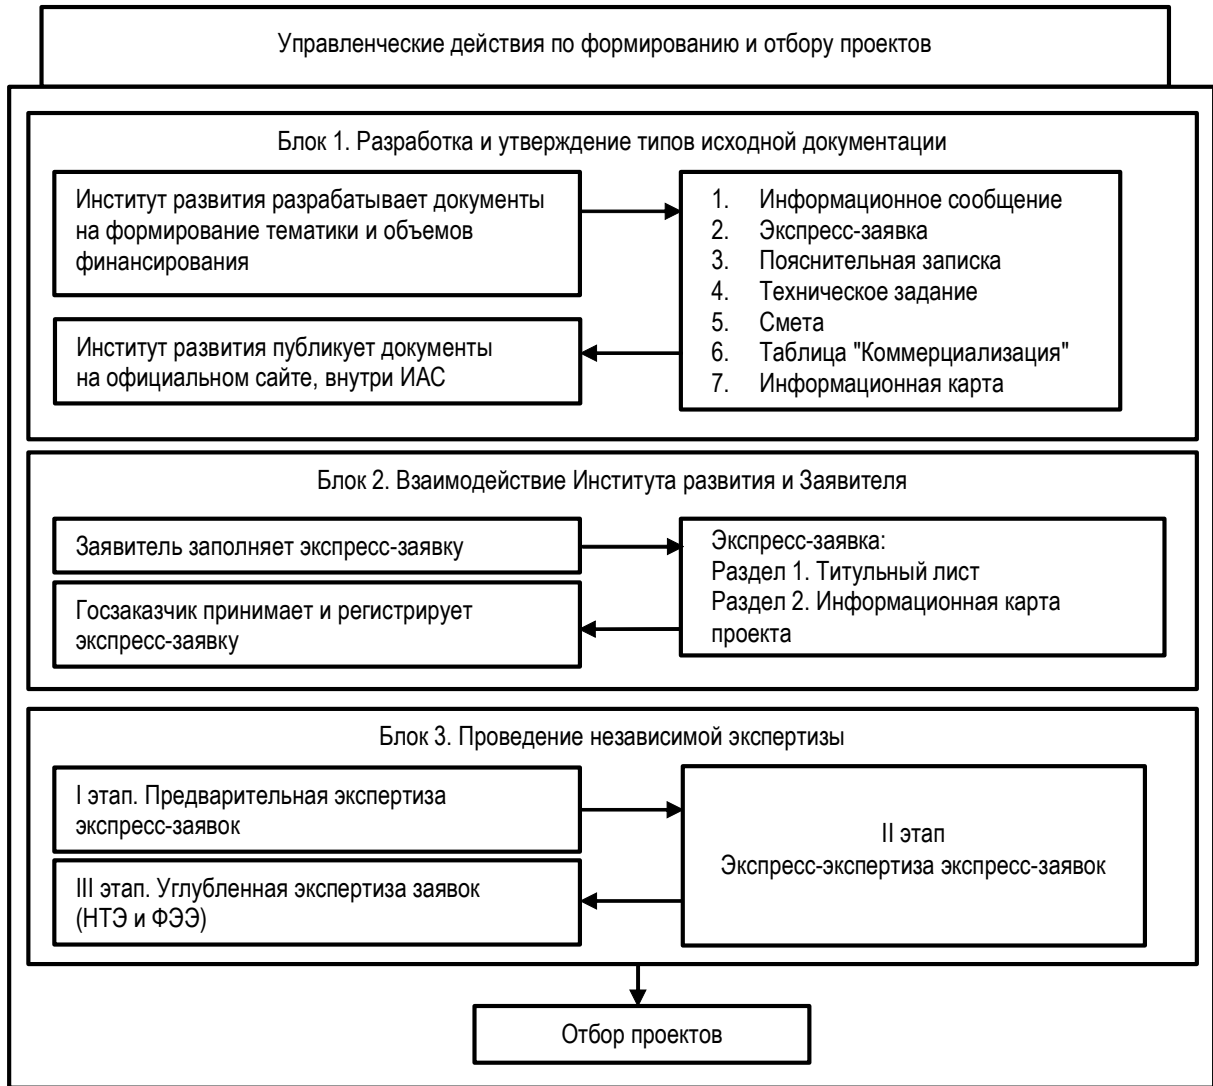 Управленческие действия по формированию и отбору проектов
Блок 1. Разработка и утверждение типов исходной документации
Институт развития разрабатывает документы
на формирование тематики и объемов
финансирования
1. Информационное сообщение
2. Экспресс-заявка
3. Пояснительная записка
4. Техническое задание
5. Смета
6. Таблица "Коммерциализация"
7. Информационная карта
Институт развития публикует документы
на официальном сайте, внутри ИАС
Блок 2. Взаимодействие Института развития и Заявителя
Заявитель заполняет экспресс-заявку
Экспресс-заявка:
Раздел 1. Титульный лист
Раздел 2. Информационная карта
проекта
Госзаказчик принимает и регистрирует
экспресс-заявку
Блок 3. Проведение независимой экспертизы
I этап. Предварительная экспертиза
экспресс-заявок
II этап
Экспресс-экспертиза экспресс-заявок
III этап. Углубленная экспертиза заявок
(НТЭ и ФЭЭ)
Отбор проектов